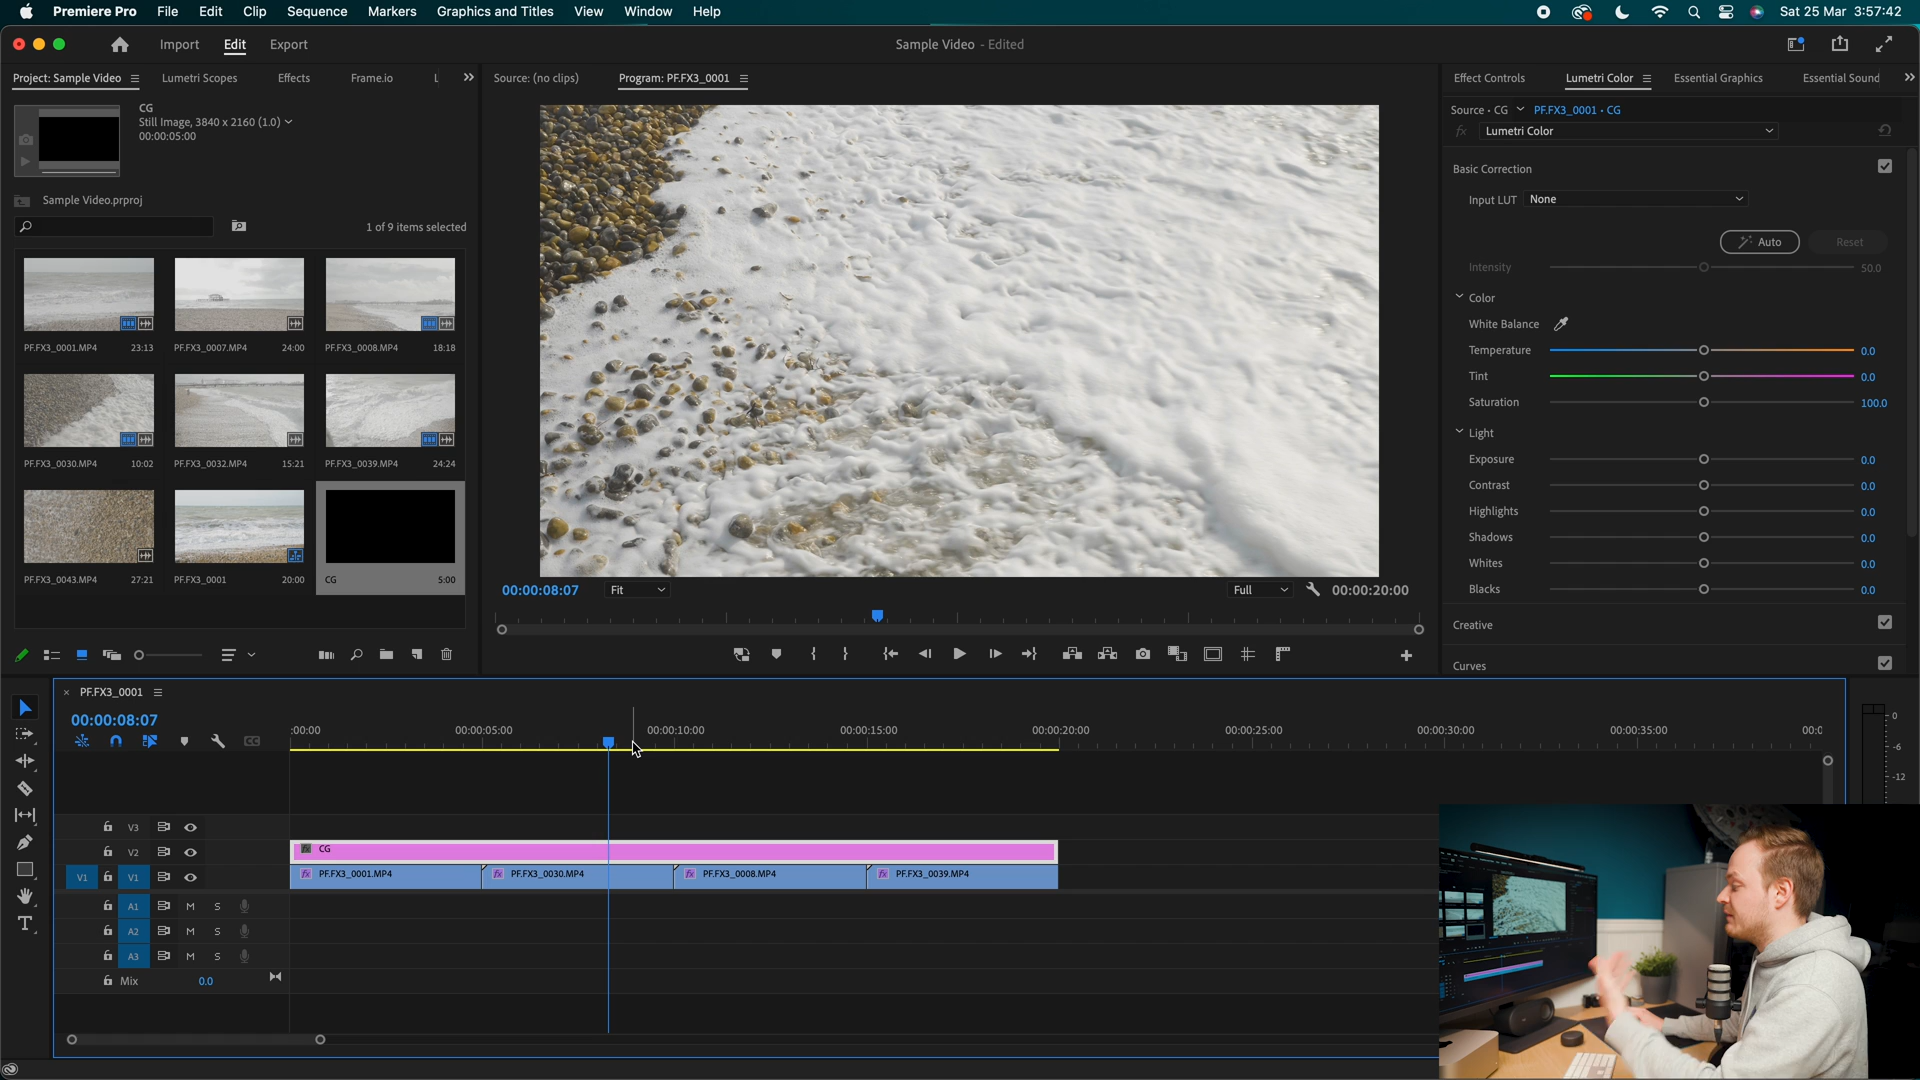 Premiere Pro File Edit Clip Sequence Markers Graphics and Titles View Window Help
Sat 25 Mar 3:57:42
Import Edit Export
Sample Video - Edited
Project: Sample Video
Lumetri Scopes
Effects
Frame.io
CG
Still Image, 3840 x 2160 (1.0)
00:00:05:00
Sample Video.prproj
1 of 9 items selected
PF.FX3_0001.MP4 23:13
PF.FX3_0007.MP4 24:00
PF.FX3_0008.MP4 18:18
PF.FX3_0030.MP4 10:02
PF.FX3_0032.MP4 15:21
PF.FX3_0039.MP4 24:24
PF.FX3_0043.MP4 27:21
PF.FX3_0001 20:00
CG 5:00
Source: (no clips)
Program: PF.FX3_0001
00:00:08:07
Fit
Full
00:00:20:00
Effect Controls
Lumetri Color
Essential Graphics
Essential Sound
Source • CG
PF.FX3_0001 • CG
fx
Lumetri Color
Basic Correction
Input LUT None
Auto
Reset
Intensity 50.0
Color
White Balance
Temperature 0.0
Tint 0.0
Saturation 100.0
Light
Exposure 0.0
Contrast 0.0
Highlights 0.0
Shadows 0.0
Whites 0.0
Blacks 0.0
Creative
Curves
× PF.FX3_0001
00:00:08:07
:00:00
00:00:05:00
00:00:10:00
00:00:15:00
00:00:20:00
00:00:25:00
00:00:30:00
00:00:35:00
00:0
V3
V2
fx CG
V1 V1
fx PF.FX3_0001.MP4
fx PF.FX3_0030.MP4
fx PF.FX3_0008.MP4
fx PF.FX3_0039.MP4
A1 M S
A2 M S
A3 M S
Mix 0.0
0
-6
-12